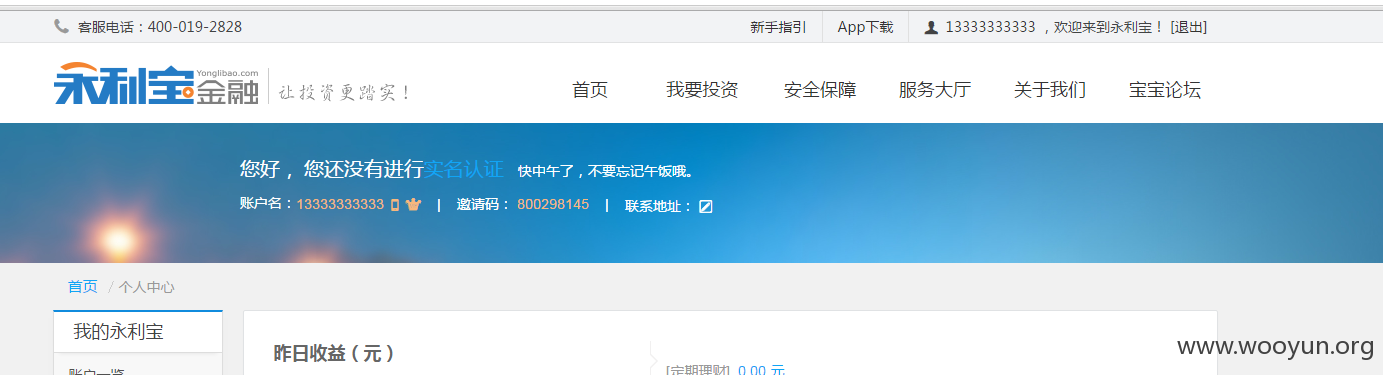 客服电话：400-019-2828 新手指引 App下载 13333333333 ，欢迎来到永利宝！ [退出]
永利宝 Yonglibao.com 金融 让投资更踏实！ 首页 我要投资 安全保障 服务大厅 关于我们 宝宝论坛
您好， 您还没有进行实名认证 快中午了，不要忘记午饭哦。
账户名：13333333333 | 邀请码： 800298145 | 联系地址：
首页 / 个人中心
我的永利宝
昨日收益（元）
www.wooyun.org
账户一览
[定期理财] 0.00 元